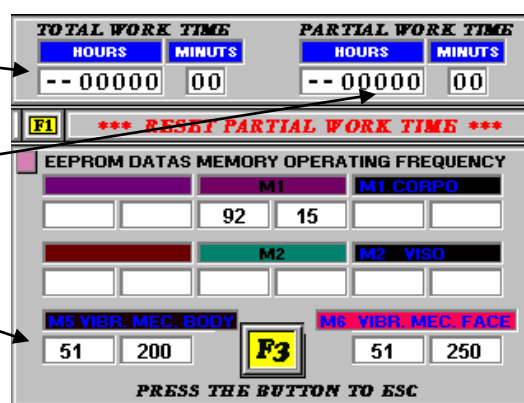 TOTAL WORK TIME PARTIAL WORK TIME
HOURS MINUTS HOURS MINUTS
--00000 00 --00000 00
F1 *** RESET PARTIAL WORK TIME ***
EEPROM DATAS MEMORY OPERATING FREQUENCY
M1 M1 CORPO
92 15
M2 M2 VISO
M5 VIBR. MEC. BODY M6 VIBR. MEC. FACE
51 200 F3 51 250
PRESS THE BUTTON TO ESC